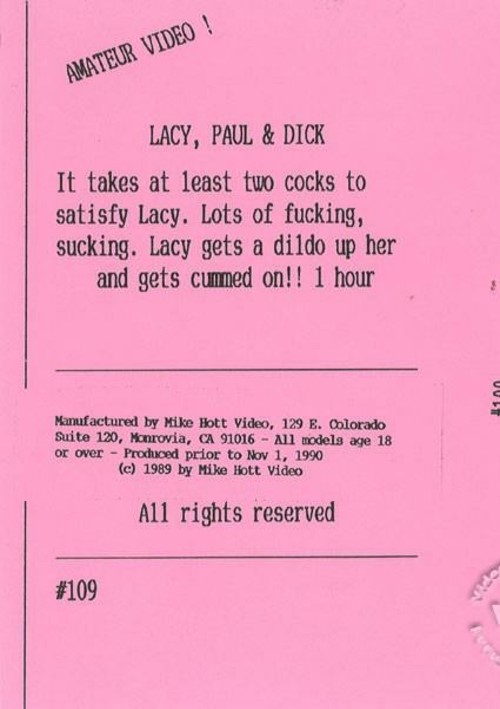 AMATEUR VIDEO !
LACY, PAUL & DICK
It takes at least two cocks to
satisfy Lacy. Lots of fucking,
sucking. Lacy gets a dildo up her
and gets cummed on!! 1 hour
Manufactured by Mike Hott Video, 129 E. Colorado
Suite 120, Monrovia, CA 91016 - All models age 18
or over - Produced prior to Nov 1, 1990
(c) 1989 by Mike Hott Video
All rights reserved
#109